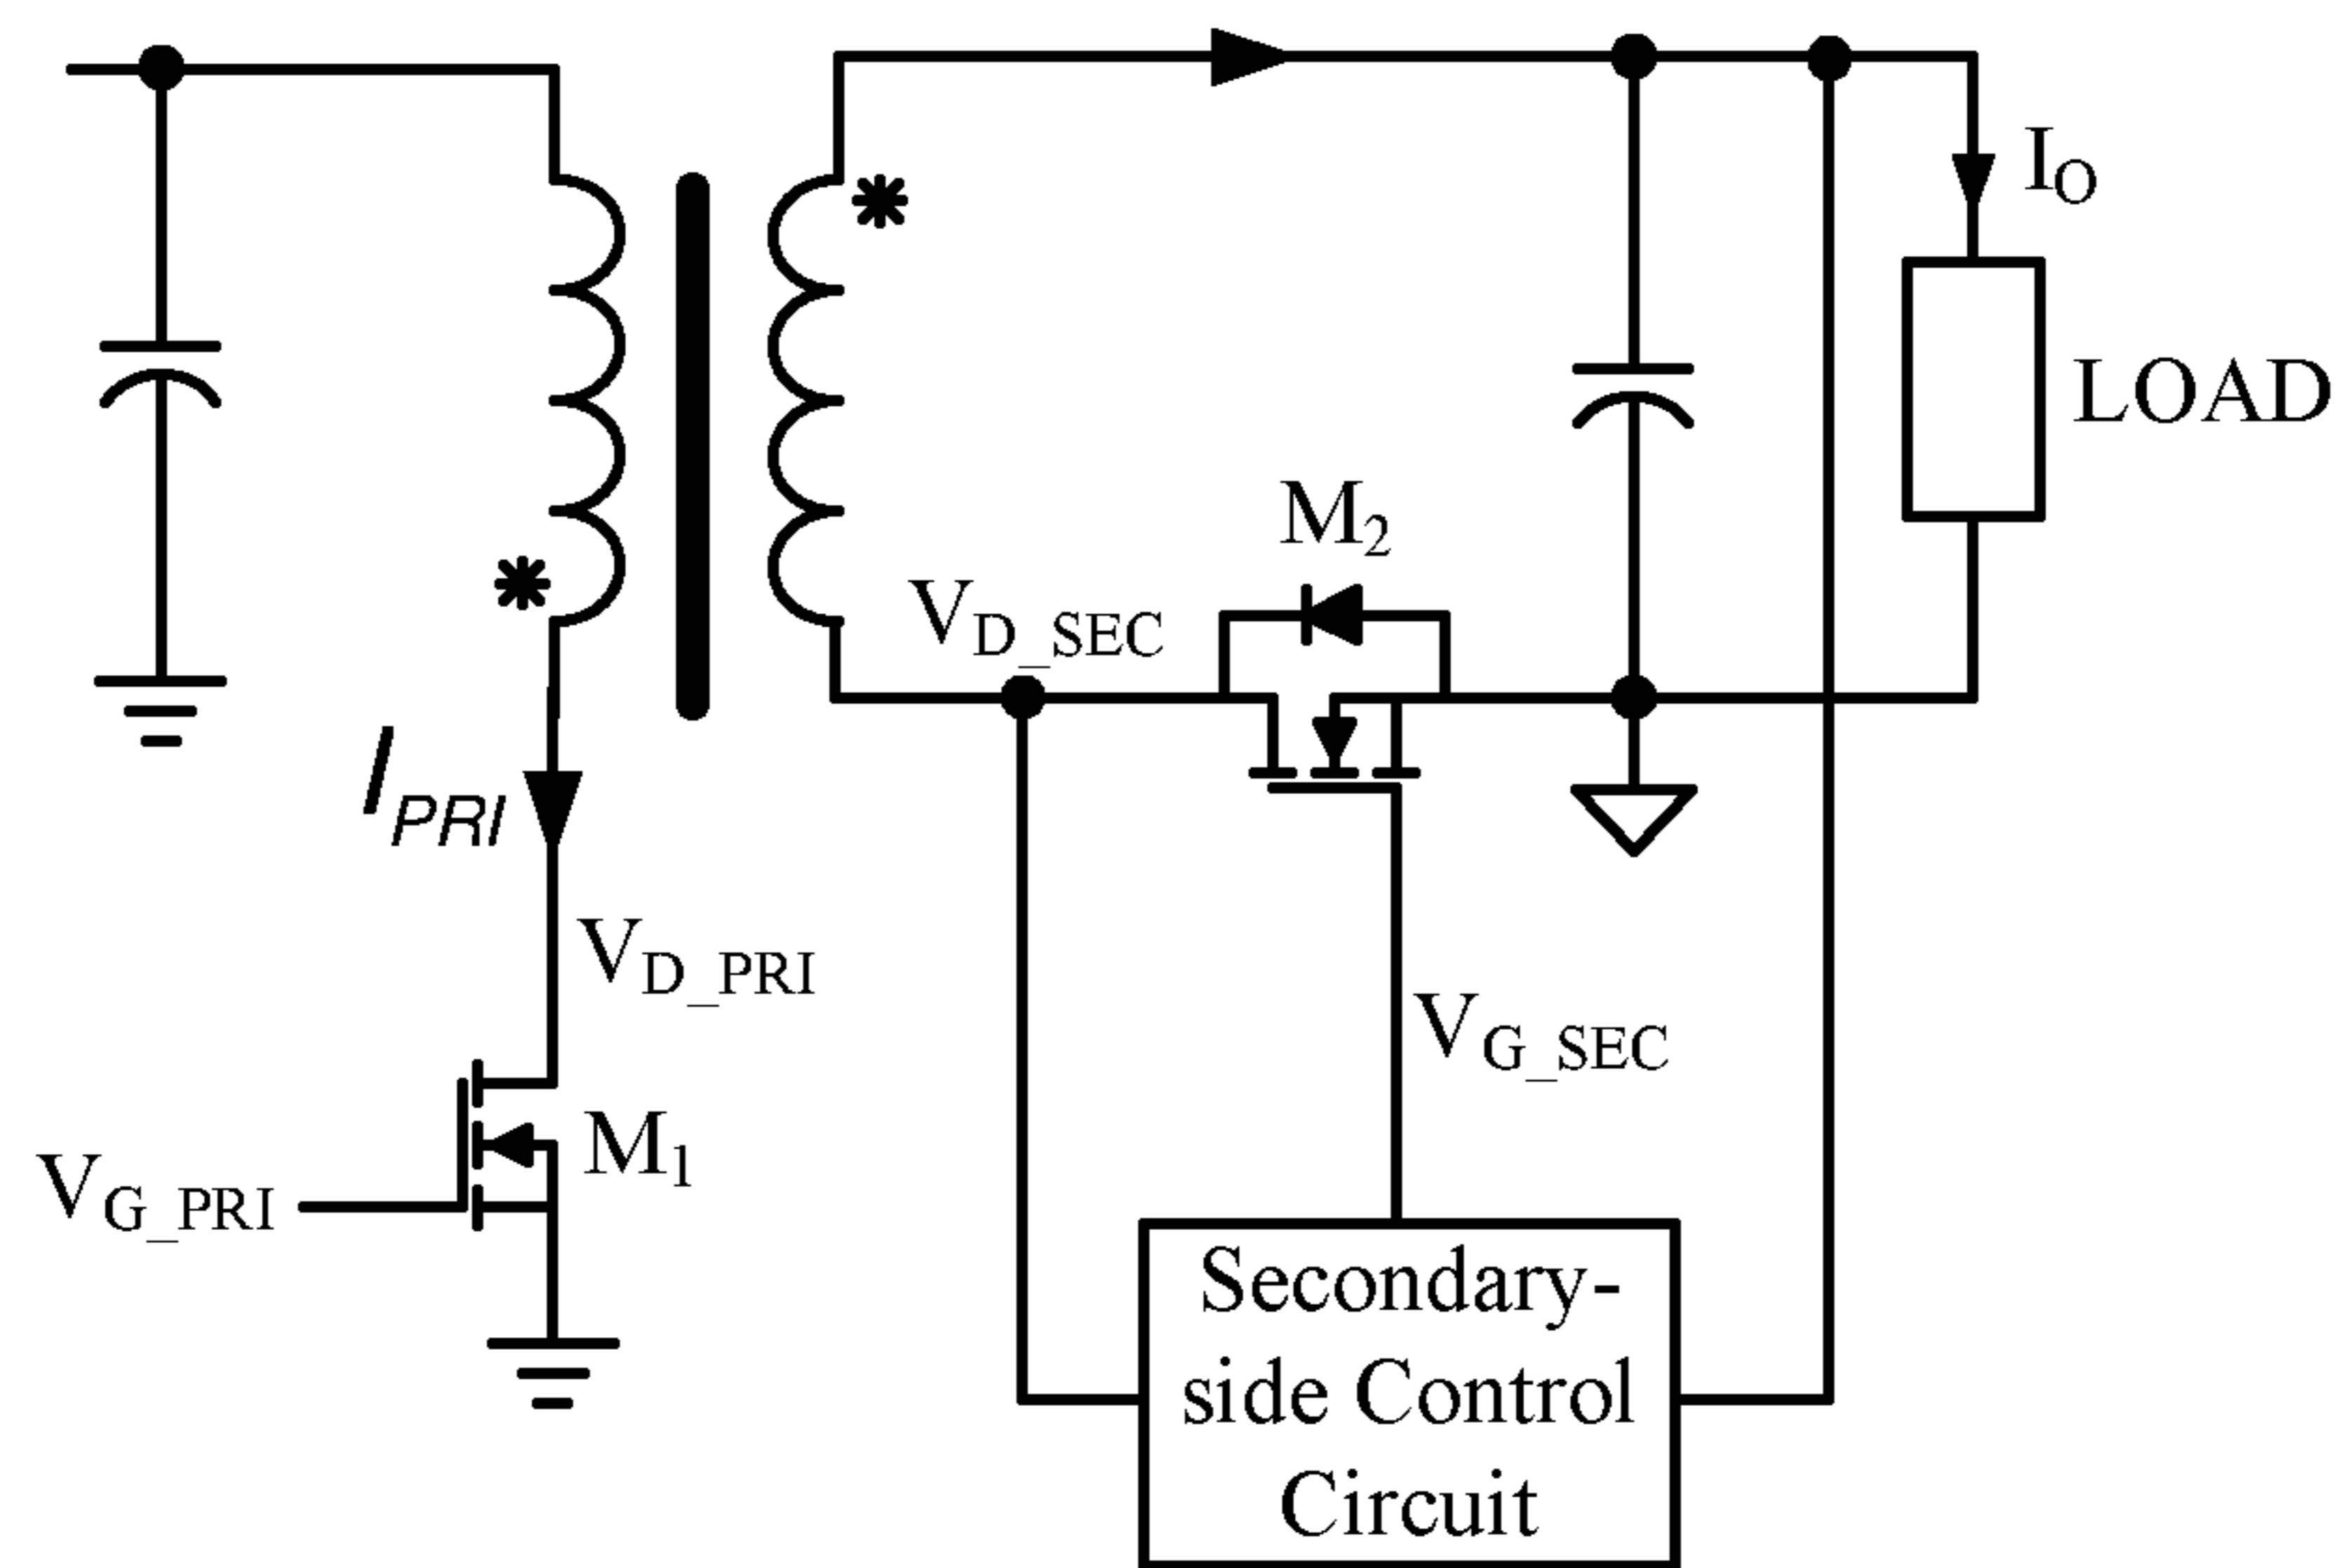 I_O
LOAD
M_2
V_D_SEC
I_PRI
V_D_PRI
V_G_SEC
M_1
V_G_PRI
Secondary-
side Control
Circuit